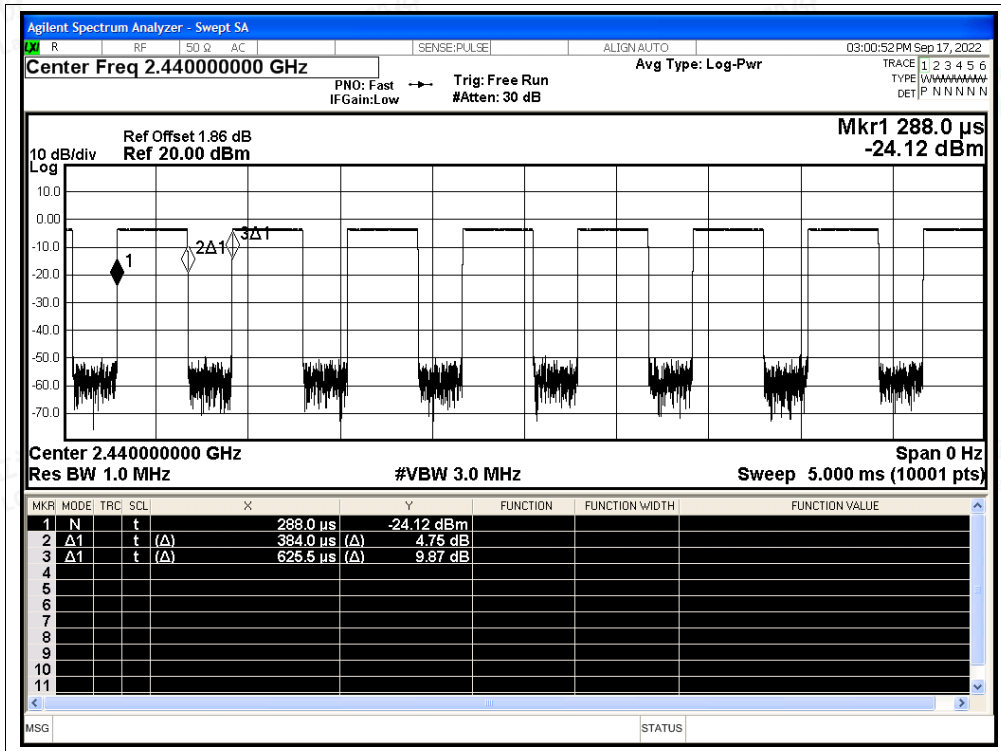 Agilent Spectrum Analyzer - Swept SA
LXI R RF 50 Ω AC SENSE:PULSE ALIGN AUTO 03:00:52 PM Sep 17, 2022
Center Freq 2.440000000 GHz Avg Type: Log-Pwr TRACE 1 2 3 4 5 6
PNO: Fast Trig: Free Run TYPE WWWWWW
IFGain:Low #Atten: 30 dB DET P N N N N N
Mkr1 288.0 µs
Ref Offset 1.86 dB
10 dB/div Ref 20.00 dBm -24.12 dBm
Log
10.0
0.00
-10.0
-20.0
-30.0
-40.0
-50.0
-60.0
-70.0
1
2Δ1
3Δ1
Center 2.440000000 GHz Span 0 Hz
Res BW 1.0 MHz #VBW 3.0 MHz Sweep 5.000 ms (10001 pts)
MKR MODE TRC SCL X Y FUNCTION FUNCTION WIDTH FUNCTION VALUE
1 N t 288.0 µs -24.12 dBm
2 Δ1 t (Δ) 384.0 µs (Δ) 4.75 dB
3 Δ1 t (Δ) 625.5 µs (Δ) 9.87 dB
4
5
6
7
8
9
10
11
MSG STATUS